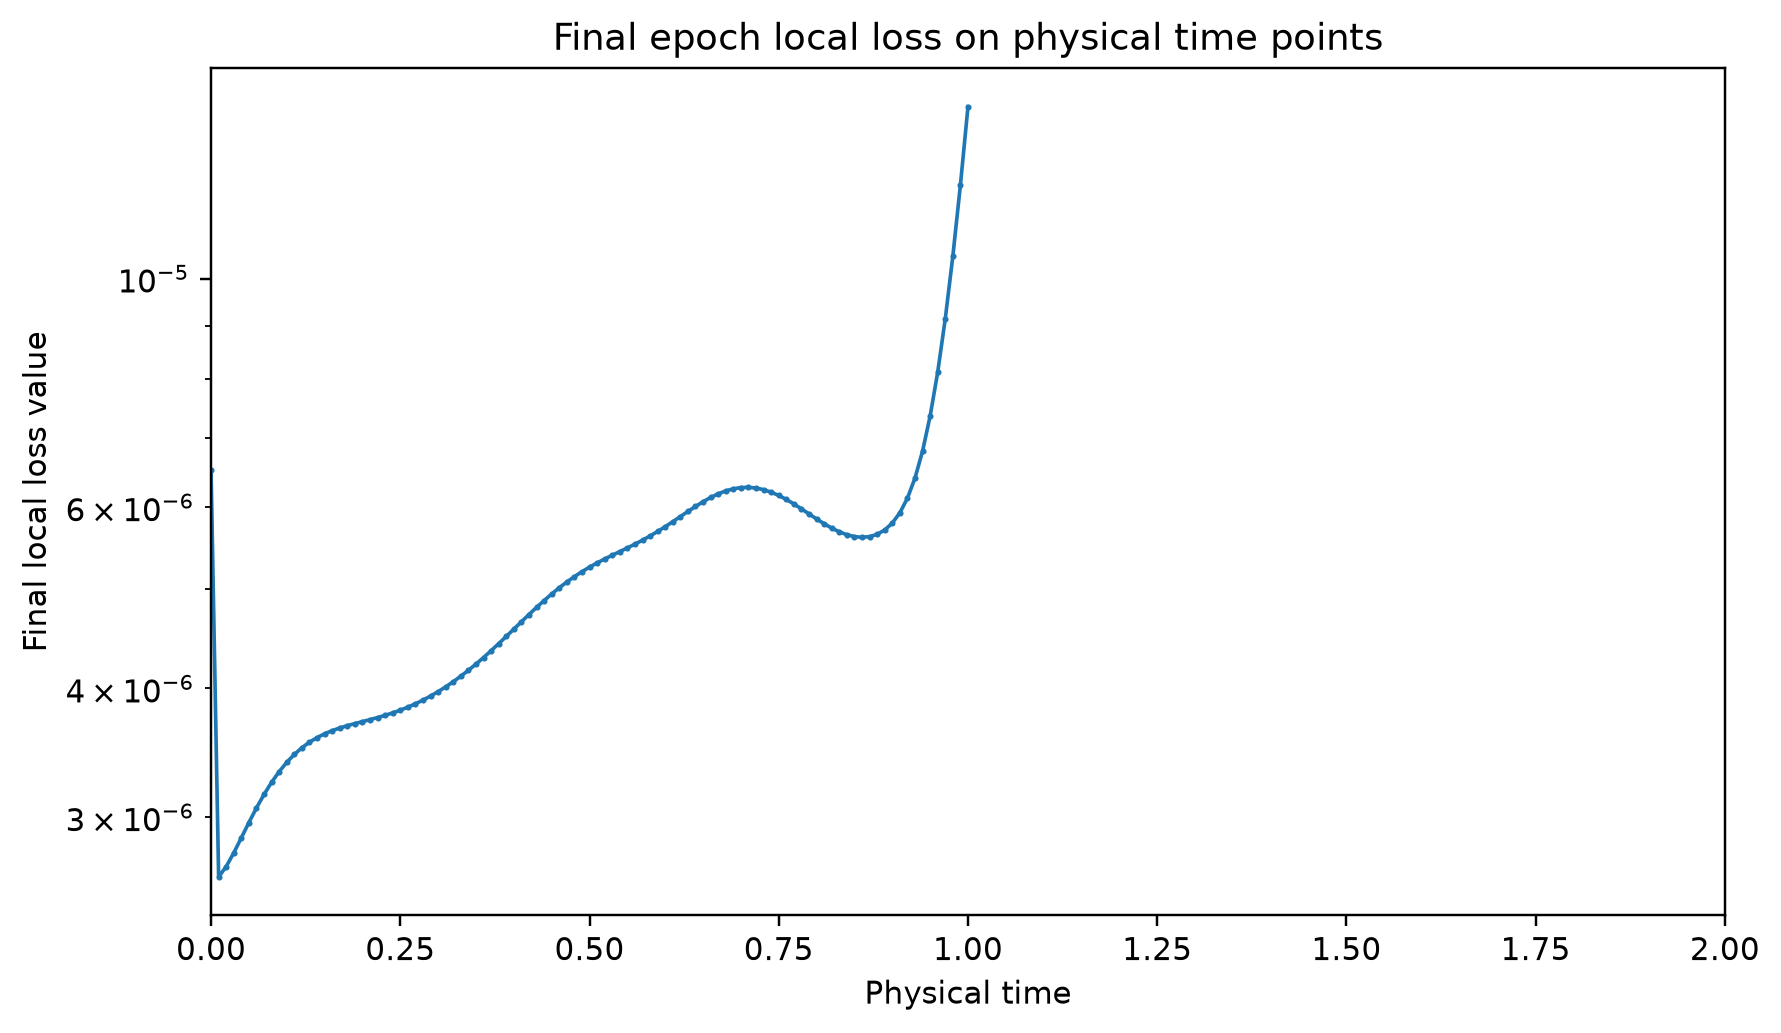 Final epoch local loss on physical time points
Final local loss value
10⁻⁵
6 × 10⁻⁶
4 × 10⁻⁶
3 × 10⁻⁶
0.00 0.25 0.50 0.75 1.00 1.25 1.50 1.75 2.00
Physical time